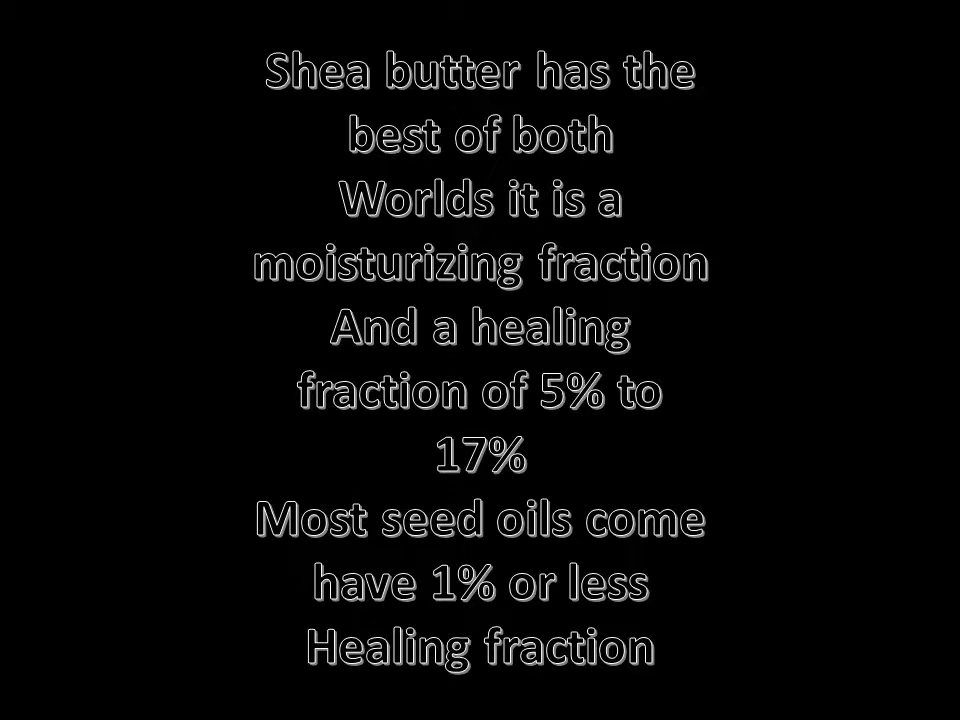 Shea butter has the
best of both
Worlds it is a
moisturizing fraction
And a healing
fraction of 5% to
17%
Most seed oils come
have 1% or less
Healing fraction